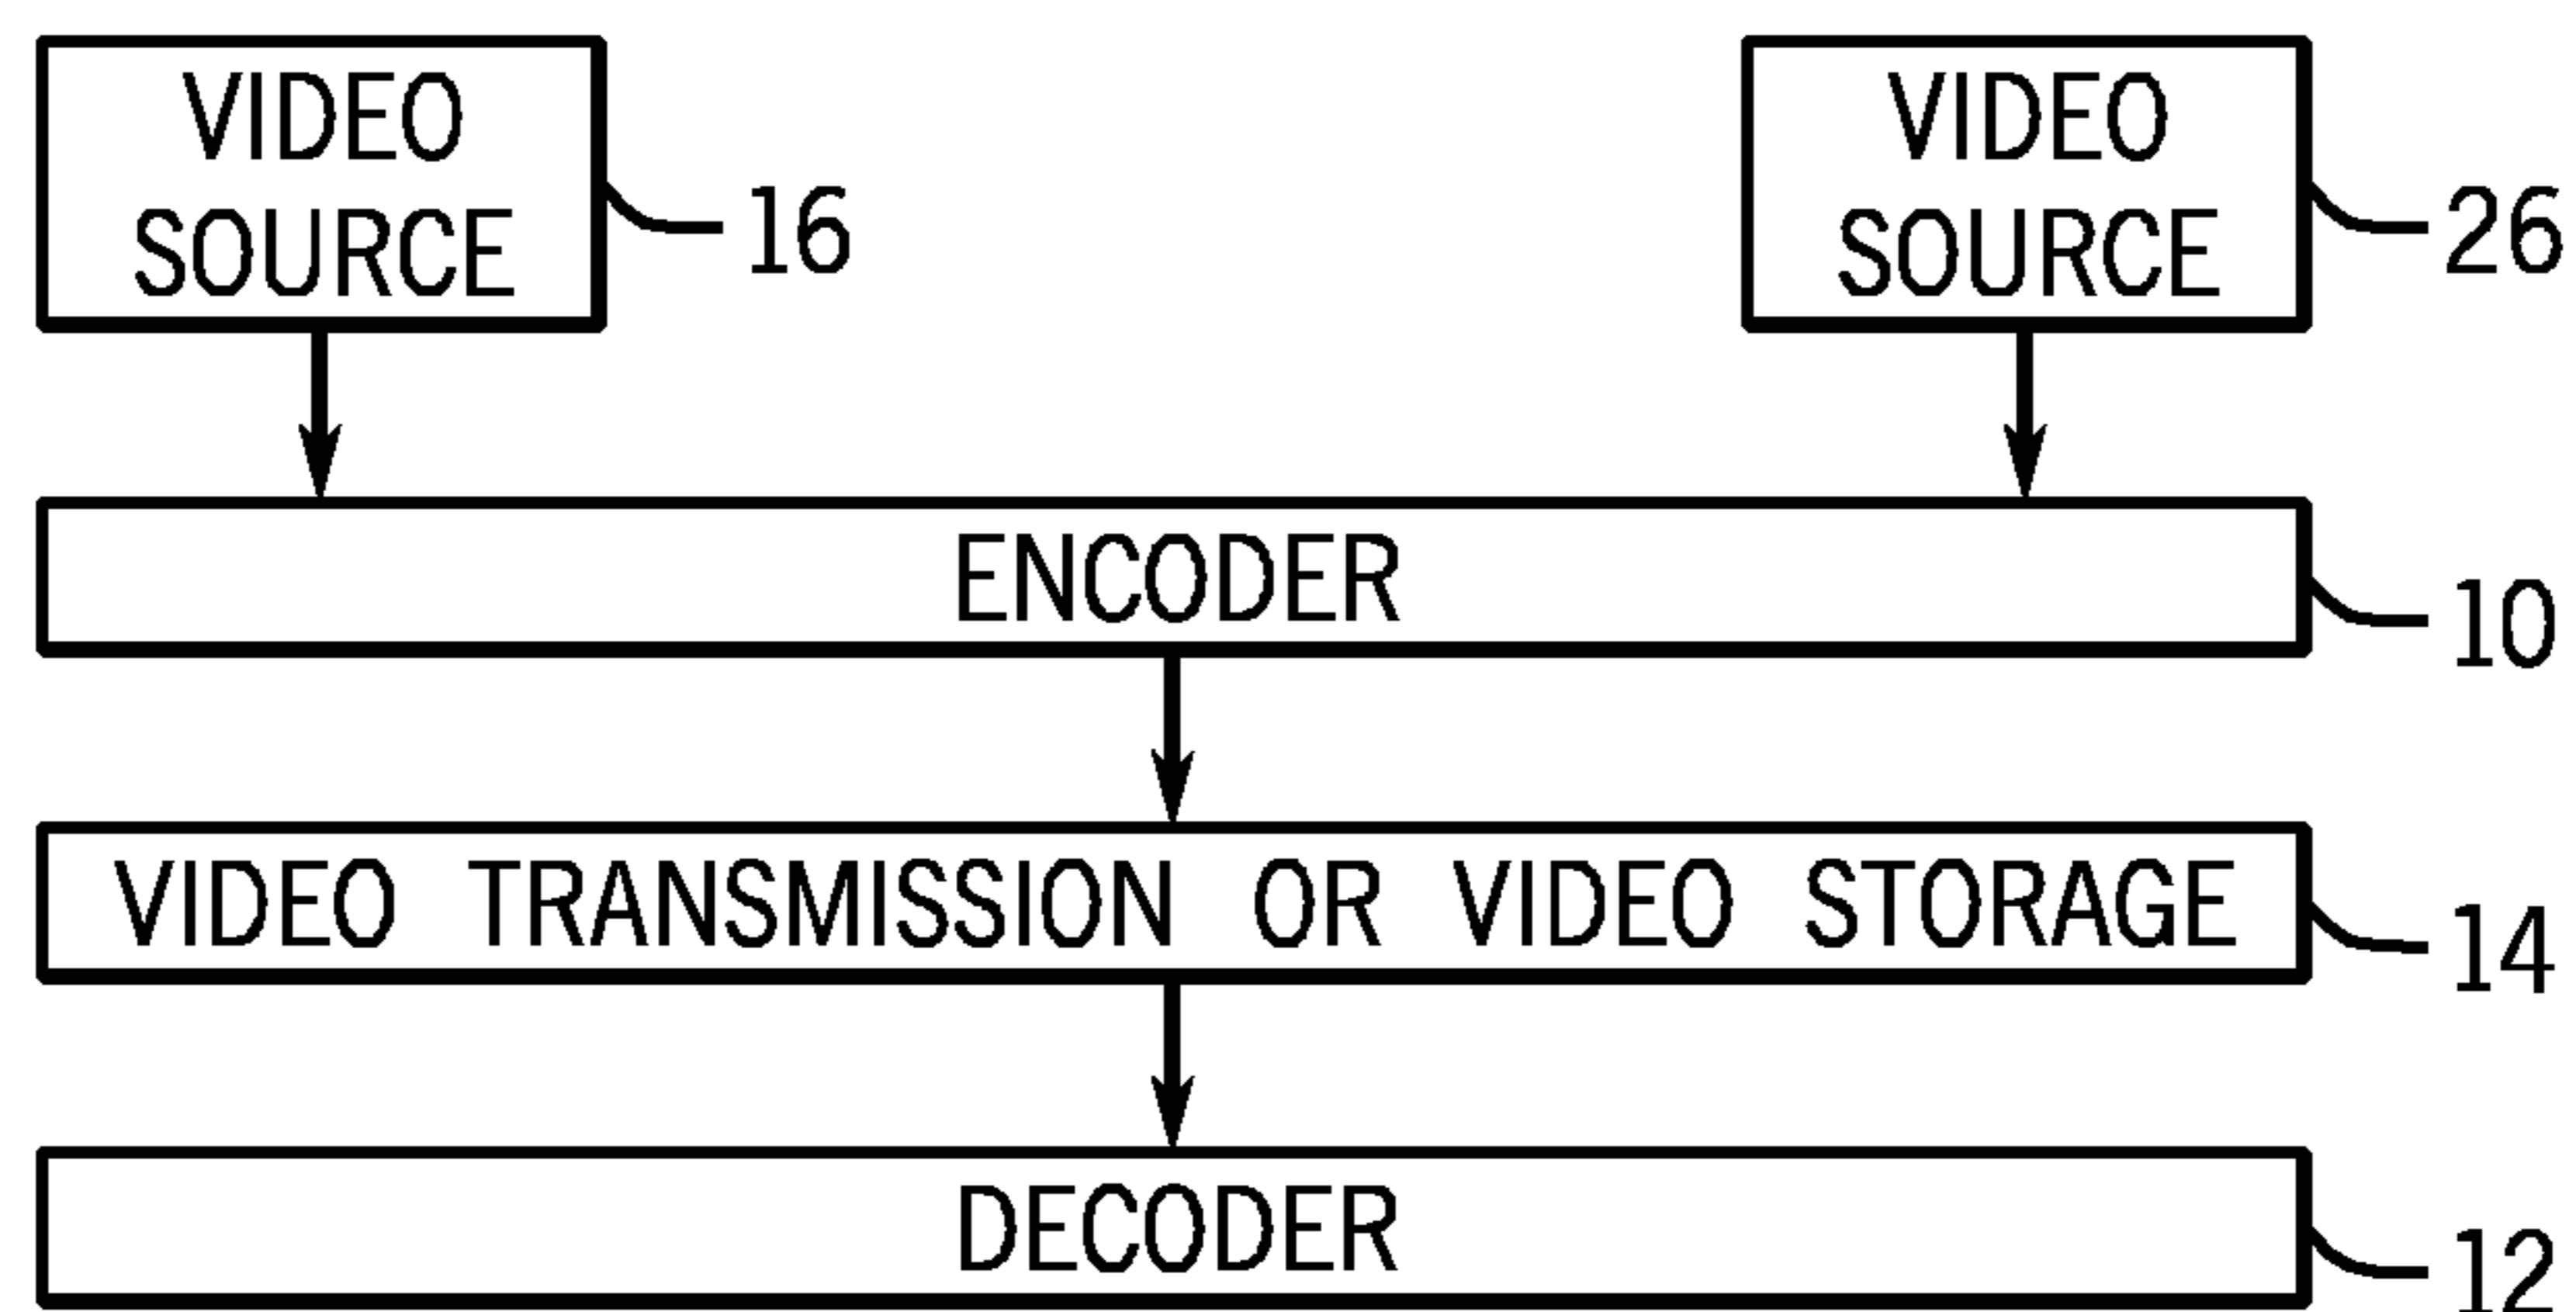 VIDEO
SOURCE
16
VIDEO
SOURCE
26
ENCODER
10
VIDEO TRANSMISSION OR VIDEO STORAGE
14
DECODER
12